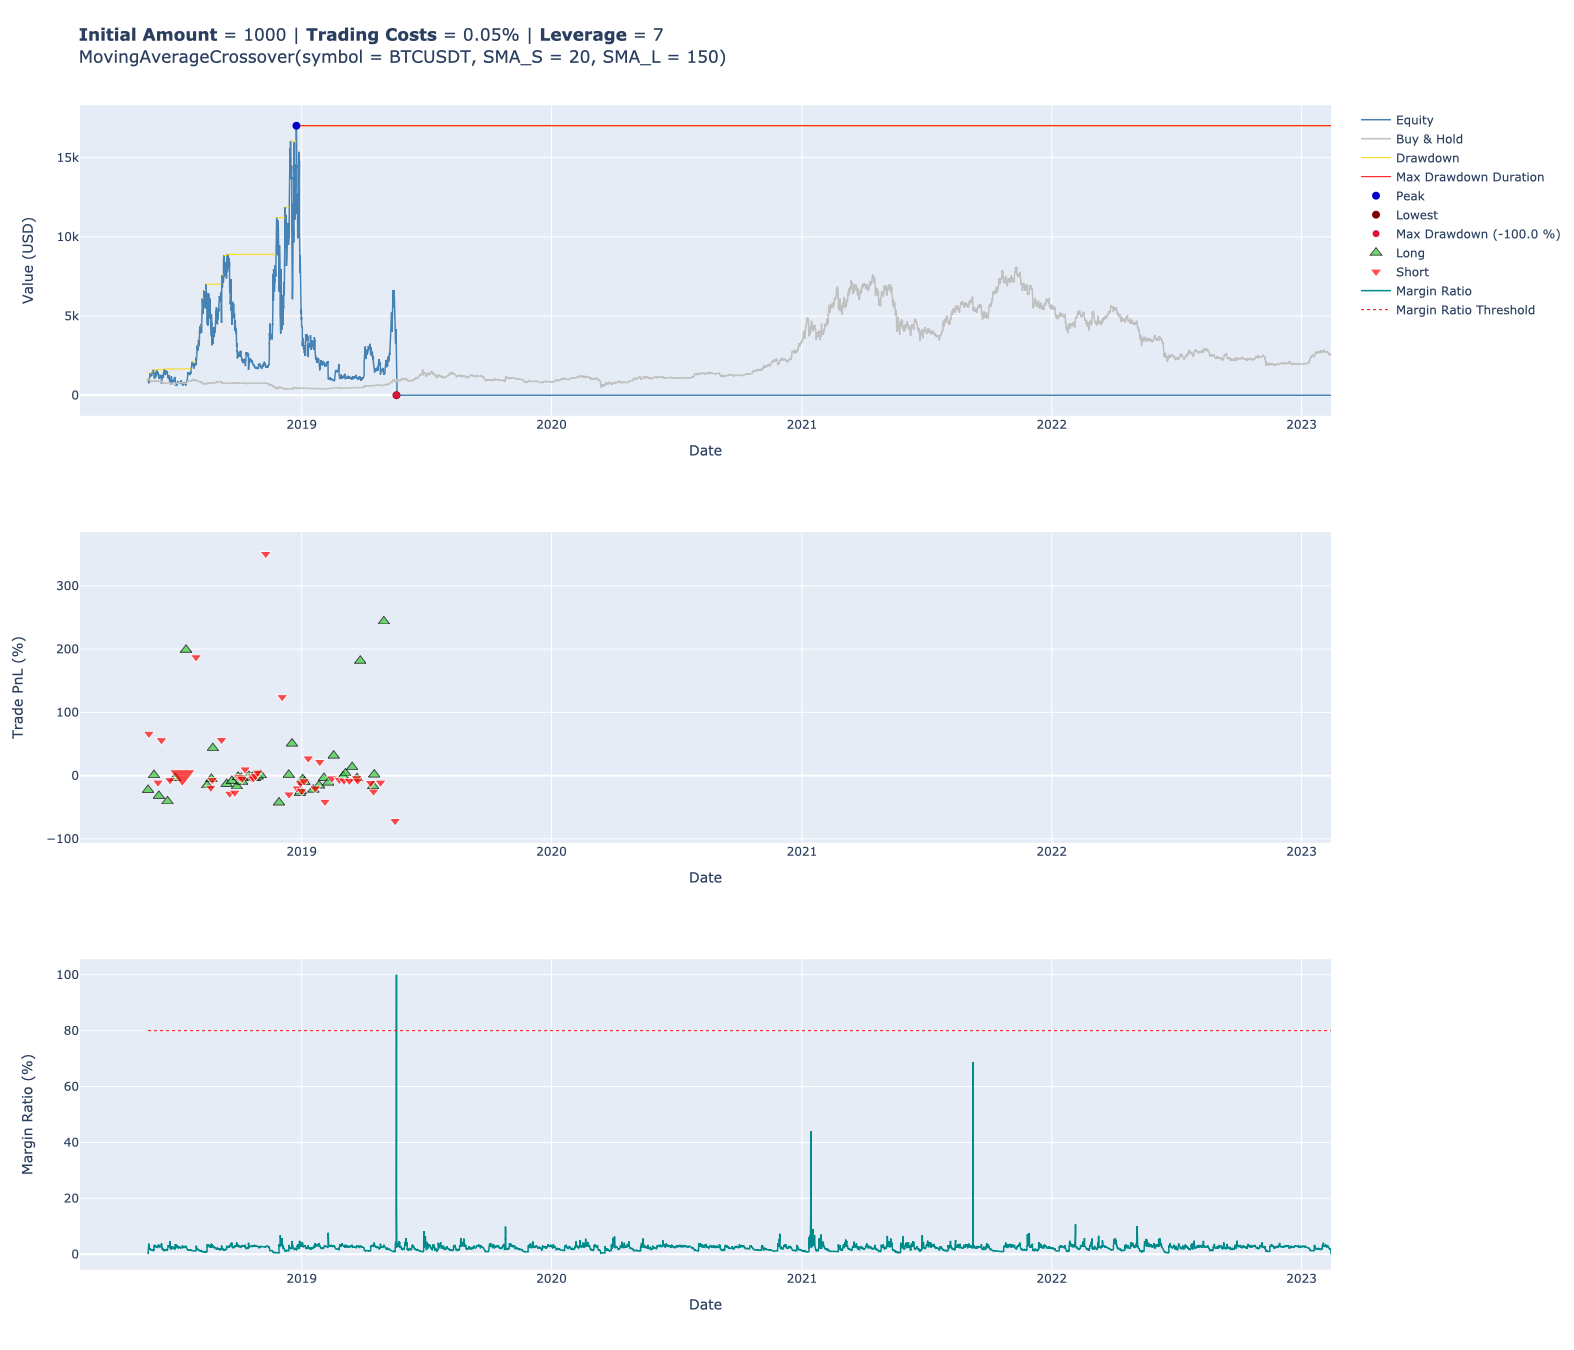 Initial Amount = 1000 | Trading Costs = 0.05% | Leverage = 7
MovingAverageCrossover(symbol = BTCUSDT, SMA_S = 20, SMA_L = 150)
Value (USD)
15k
10k
5k
0
2019
2020
2021
2022
2023
Date
Equity
Buy & Hold
Drawdown
Max Drawdown Duration
Peak
Lowest
Max Drawdown (-100.0 %)
Long
Short
Margin Ratio
Margin Ratio Threshold
Trade PnL (%)
300
200
100
0
−100
2019
2020
2021
2022
2023
Date
Margin Ratio (%)
100
80
60
40
20
0
2019
2020
2021
2022
2023
Date